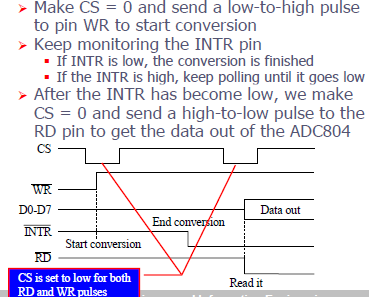 Make CS = 0 and send a low-to-high pulse
to pin WR to start conversion
Keep monitoring the INTR pin
If INTR is low, the conversion is finished
If the INTR is high, keep polling until it goes low
After the INTR has become low, we make
CS = 0 and send a high-to-low pulse to the
RD pin to get the data out of the ADC804
CS
WR
D0-D7
Data out
End conversion
INTR
Start conversion
RD
CS is set to low for both
RD and WR pulses
Read it